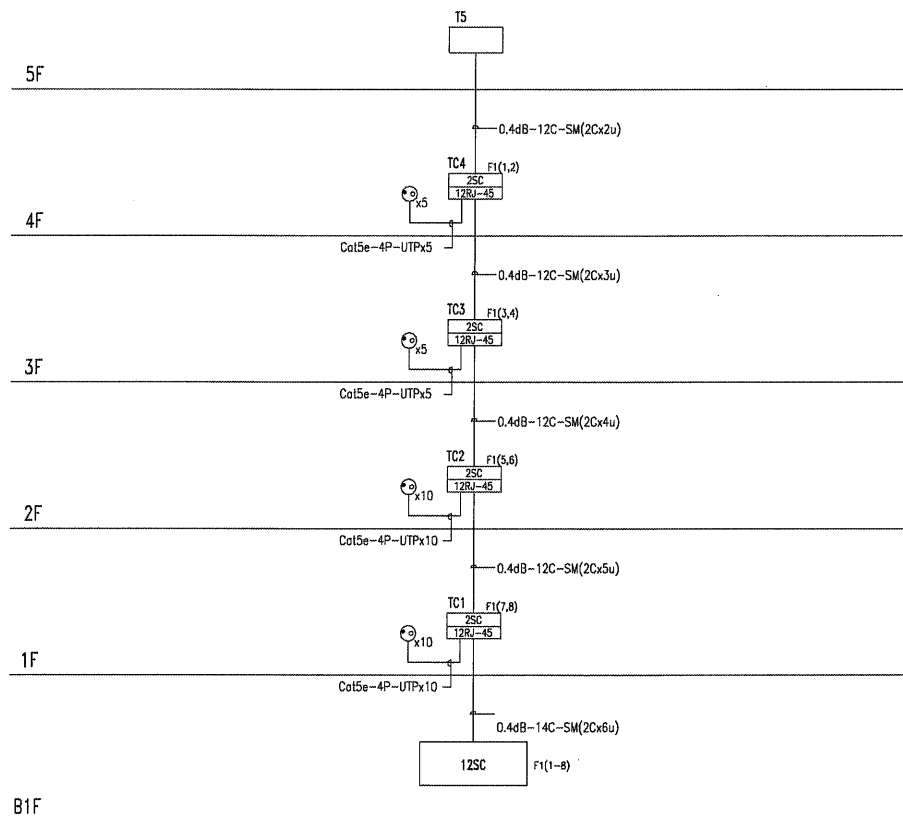 T5
5F
0.4dB-12C-SM(2Cx2u)
TC4
F1(1,2)
2SC
12RJ-45
x5
4F
Cat5e-4P-UTPx5
0.4dB-12C-SM(2Cx3u)
TC3
F1(3,4)
2SC
12RJ-45
x5
3F
Cat5e-4P-UTPx5
0.4dB-12C-SM(2Cx4u)
TC2
F1(5,6)
2SC
12RJ-45
x10
2F
Cat5e-4P-UTPx10
0.4dB-12C-SM(2Cx5u)
TC1
F1(7,8)
2SC
12RJ-45
x10
1F
Cat5e-4P-UTPx10
0.4dB-14C-SM(2Cx6u)
12SC
F1(1-8)
B1F